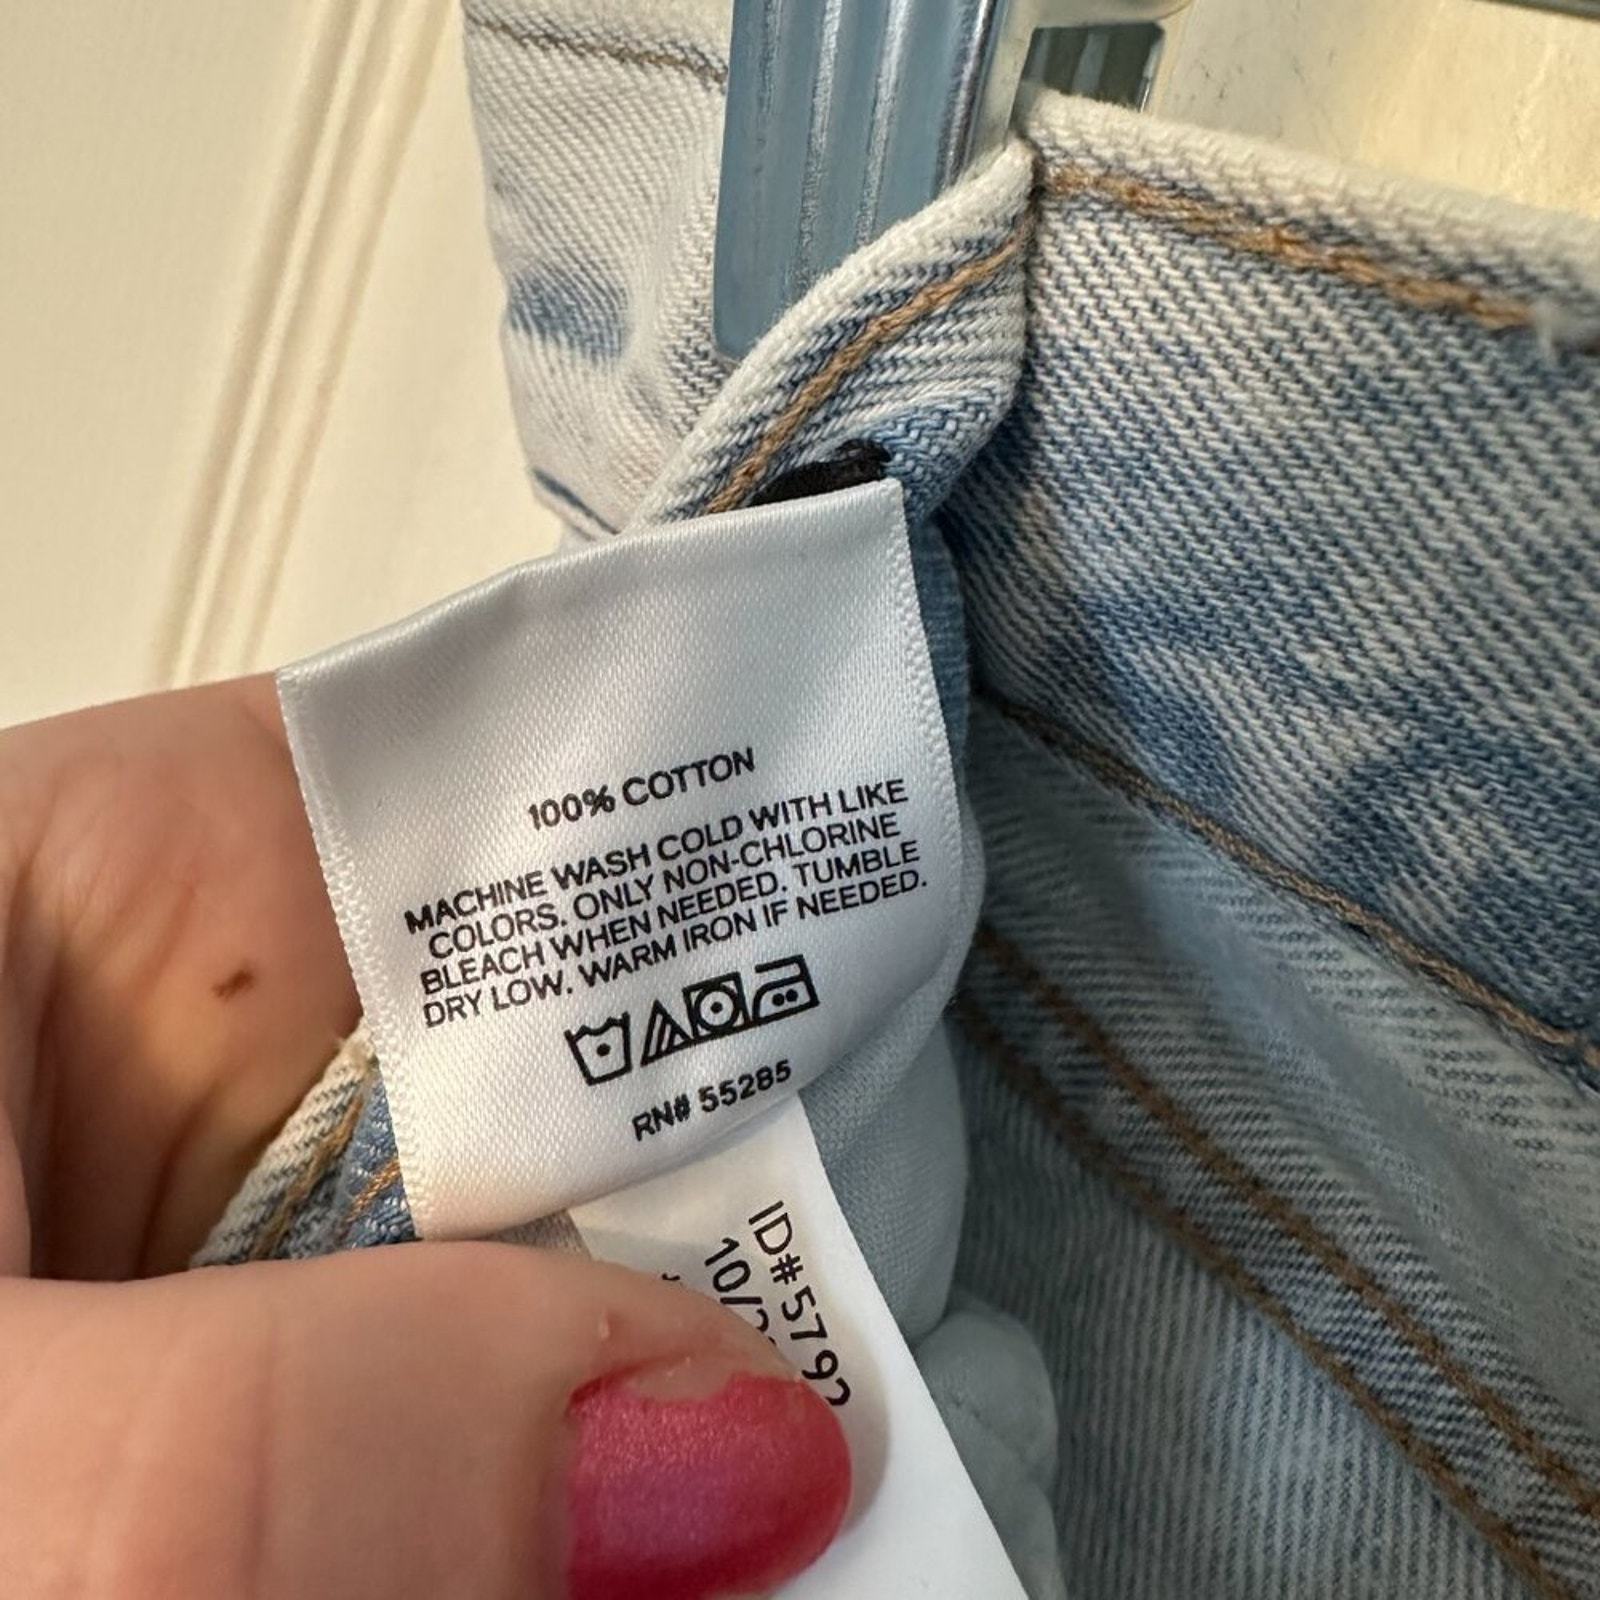 100% COTTON
MACHINE WASH COLD WITH LIKE
COLORS. ONLY NON-CHLORINE
BLEACH WHEN NEEDED. TUMBLE
DRY LOW. WARM IRON IF NEEDED.
RN# 55285
ID#5792
10/